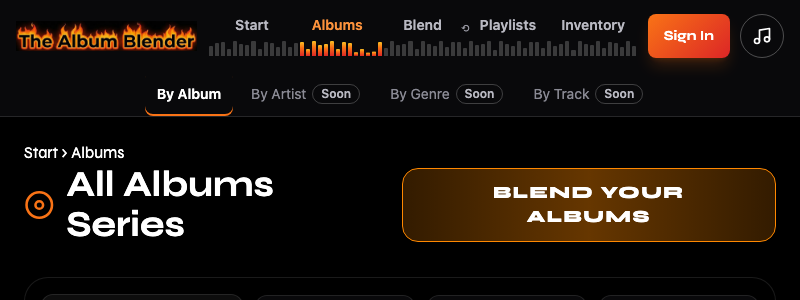 The Album Blender
Start Albums Blend Playlists Inventory
Sign In
By Album By Artist Soon By Genre Soon By Track Soon
Start > Albums
All Albums
Series
BLEND YOUR
ALBUMS